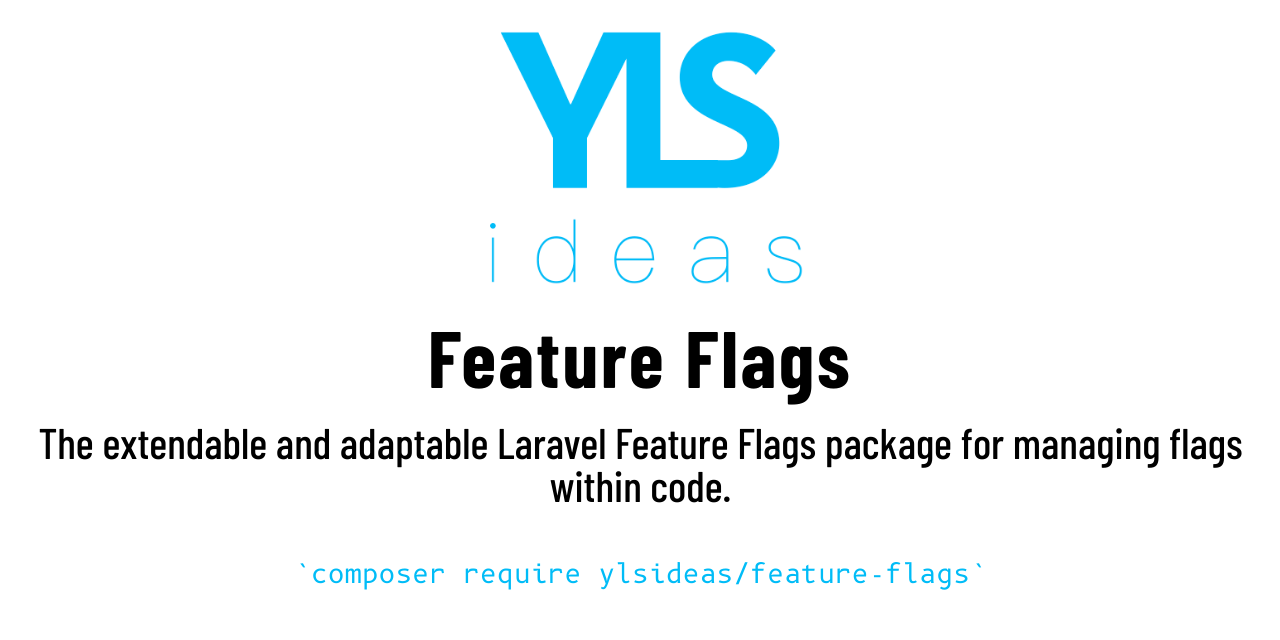 YLS
ideas
Feature Flags
The extendable and adaptable Laravel Feature Flags package for managing flags
within code.
`composer require ylsideas/feature-flags`